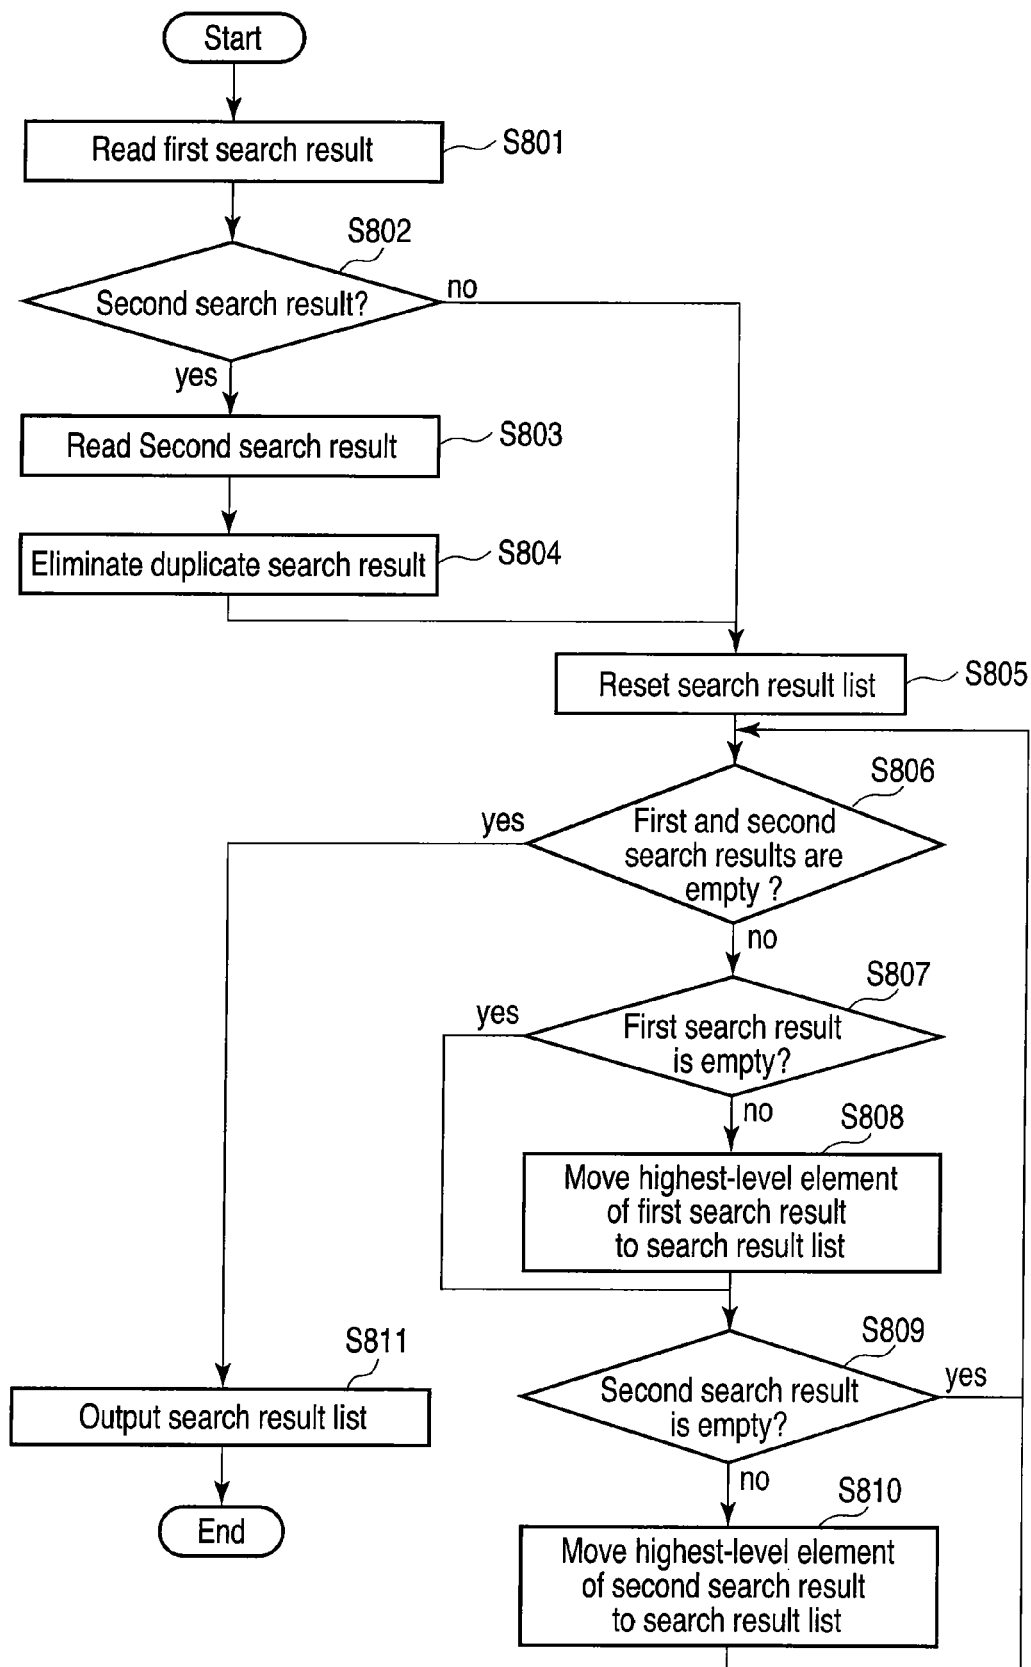 Start
Read first search result
S801
S802
Second search result?
no
yes
Read Second search result
S803
Eliminate duplicate search result
S804
Reset search result list
S805
S806
First and second
search results are
empty ?
yes
no
S807
First search result
is empty?
yes
no
S808
Move highest-level element
of first search result
to search result list
S809
Second search result
is empty?
yes
no
S810
Move highest-level element
of second search result
to search result list
S811
Output search result list
End